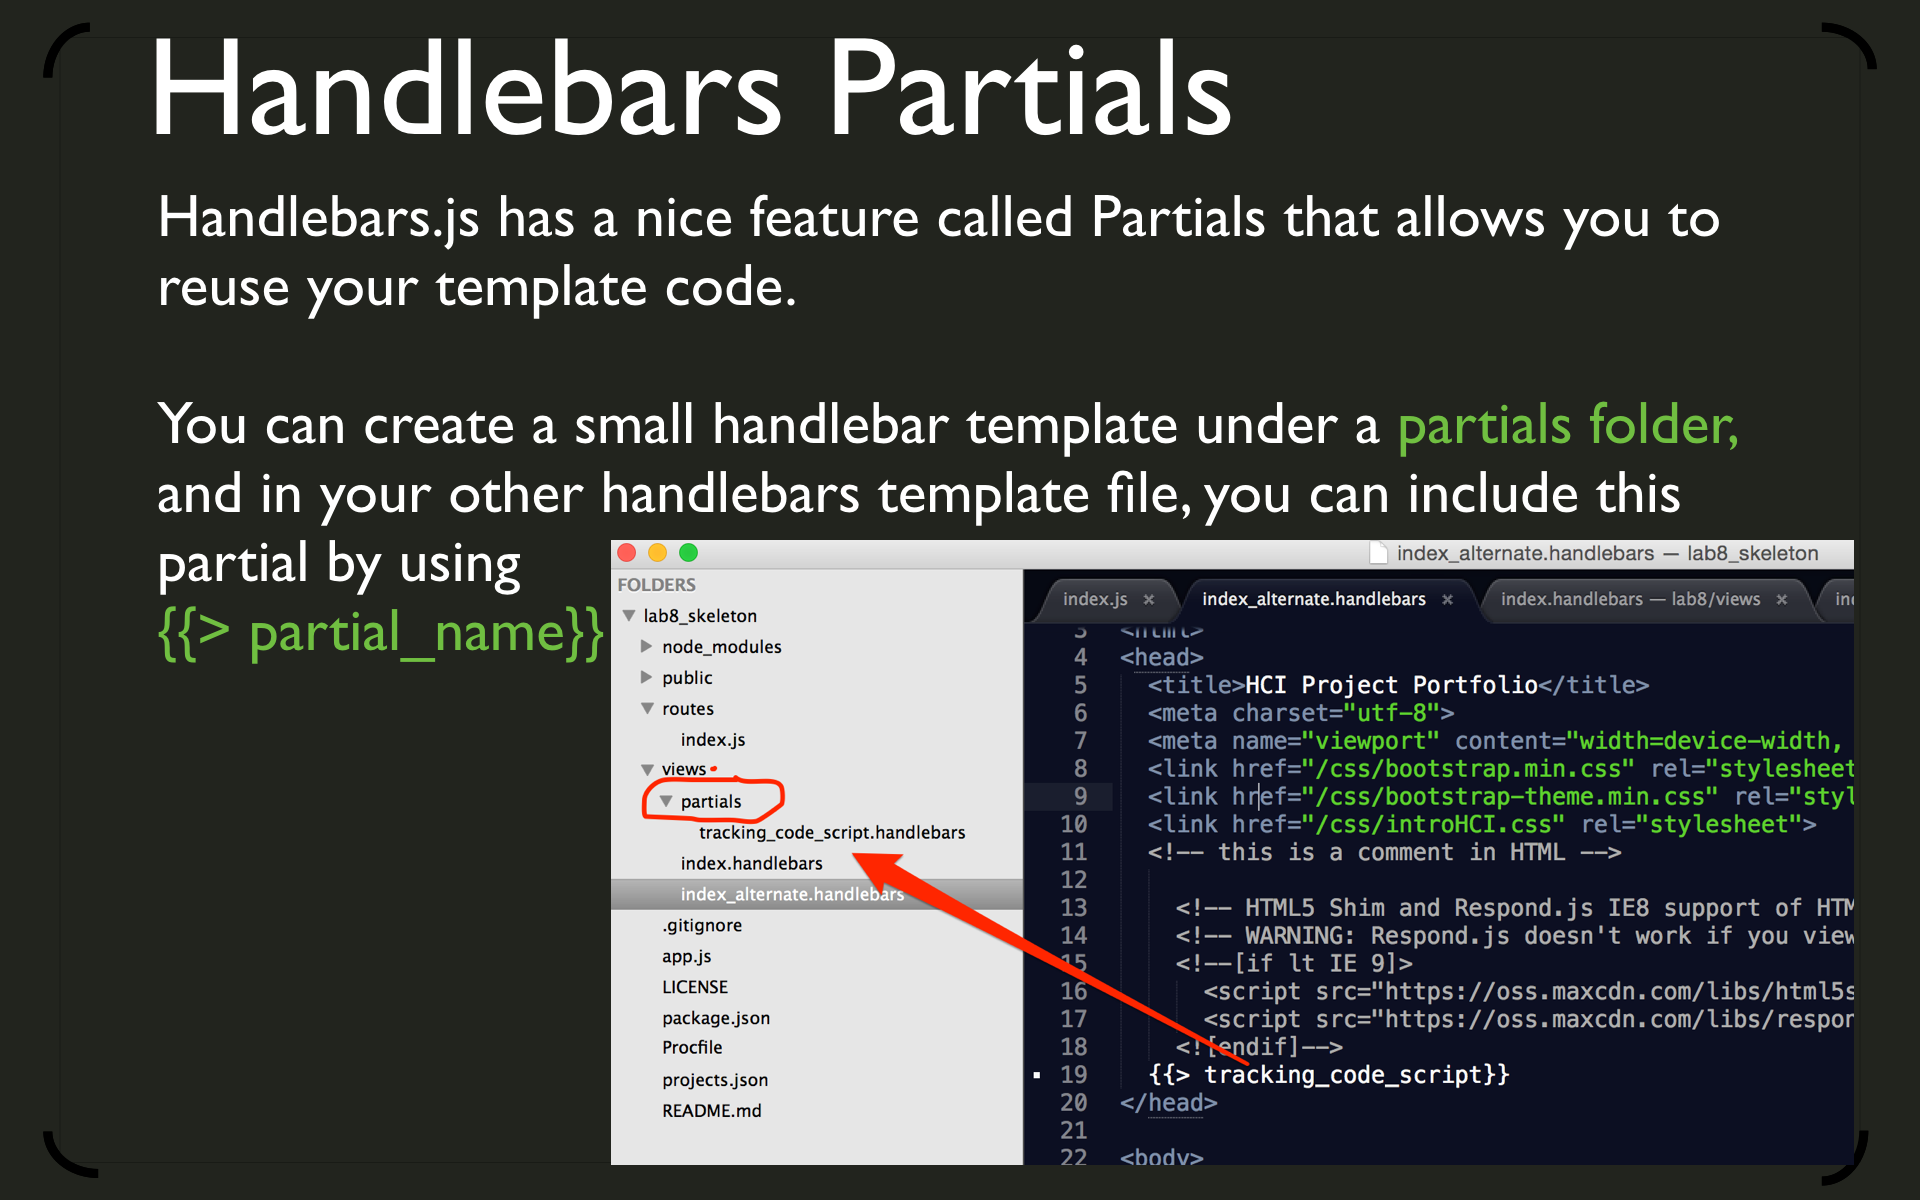 Handlebars Partials
Handlebars.js has a nice feature called Partials that allows you to
reuse your template code.
You can create a small handlebar template under a partials folder,
and in your other handlebars template file, you can include this
partial by using
{{> partial_name}}
index_alternate.handlebars — lab8_skeleton
FOLDERS
lab8_skeleton
node_modules
public
routes
index.js
views
partials
tracking_code_script.handlebars
index.handlebars
index_alternate.handlebars
.gitignore
app.js
LICENSE
package.json
Procfile
projects.json
README.md
index.js × index_alternate.handlebars × index.handlebars — lab8/views ×
3 <html>
4 <head>
5 <title>HCI Project Portfolio</title>
6 <meta charset="utf-8">
7 <meta name="viewport" content="width=device-width,
8 <link href="/css/bootstrap.min.css" rel="stylesheet
9 <link href="/css/bootstrap-theme.min.css" rel="styl
10 <link href="/css/introHCI.css" rel="stylesheet">
11 <!-- this is a comment in HTML -->
12
13 <!-- HTML5 Shim and Respond.js IE8 support of HTM
14 <!-- WARNING: Respond.js doesn't work if you view
15 <!--[if lt IE 9]>
16 <script src="https://oss.maxcdn.com/libs/html5s
17 <script src="https://oss.maxcdn.com/libs/respon
18 <![endif]-->
19 {{> tracking_code_script}}
20 </head>
21
22 <body>